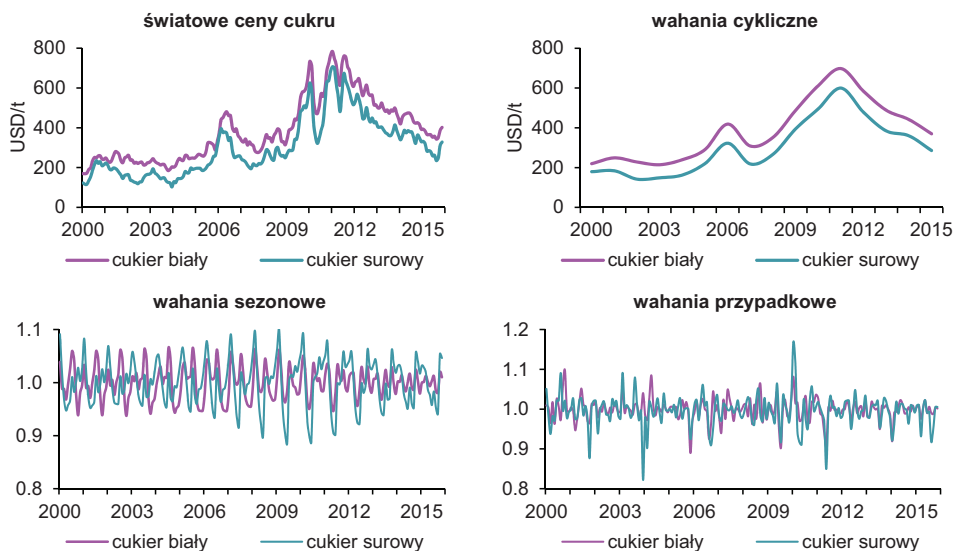 światowe ceny cukru
800
600
400
200
0
USD/t
2000 2003 2006 2009 2012 2015
cukier biały cukier surowy
wahania cykliczne
800
600
400
200
0
USD/t
2000 2003 2006 2009 2012 2015
cukier biały cukier surowy
wahania sezonowe
1.1
1.0
0.9
0.8
2000 2003 2006 2009 2012 2015
cukier biały cukier surowy
wahania przypadkowe
1.2
1.1
1.0
0.9
0.8
2000 2003 2006 2009 2012 2015
cukier biały cukier surowy